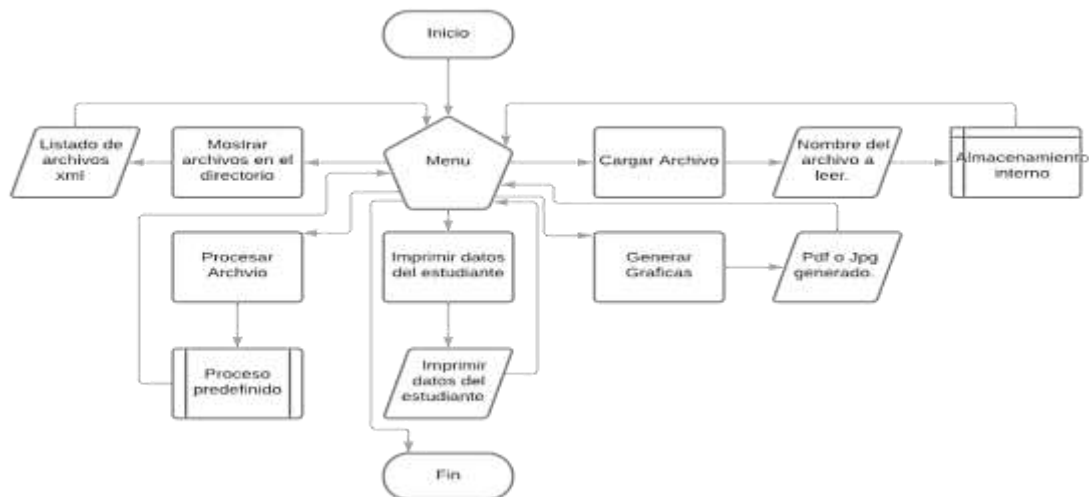 Inicio
Listado de
archivos
xml
Mostrar
archivos en el
directorio
Menu
Cargar Archivo
Nombre del
archivo a
leer.
Almacenamiento
interno
Procesar
Archvio
Imprimir datos
del estudiante
Generar
Graficas
Pdf o Jpg
generado.
Proceso
predefinido
Imprimir
datos del
estudiante
Fin